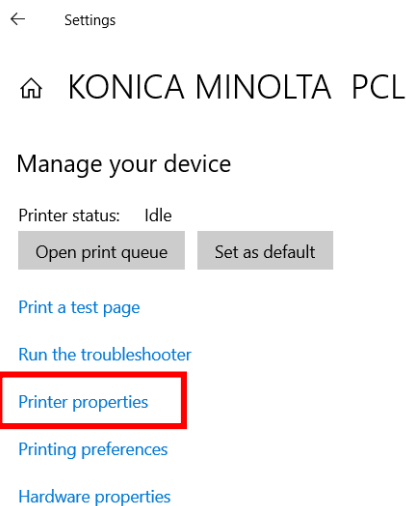 Settings
KONICA MINOLTA PCL
Manage your device
Printer status: Idle
Open print queue Set as default
Print a test page
Run the troubleshooter
Printer properties
Printing preferences
Hardware properties